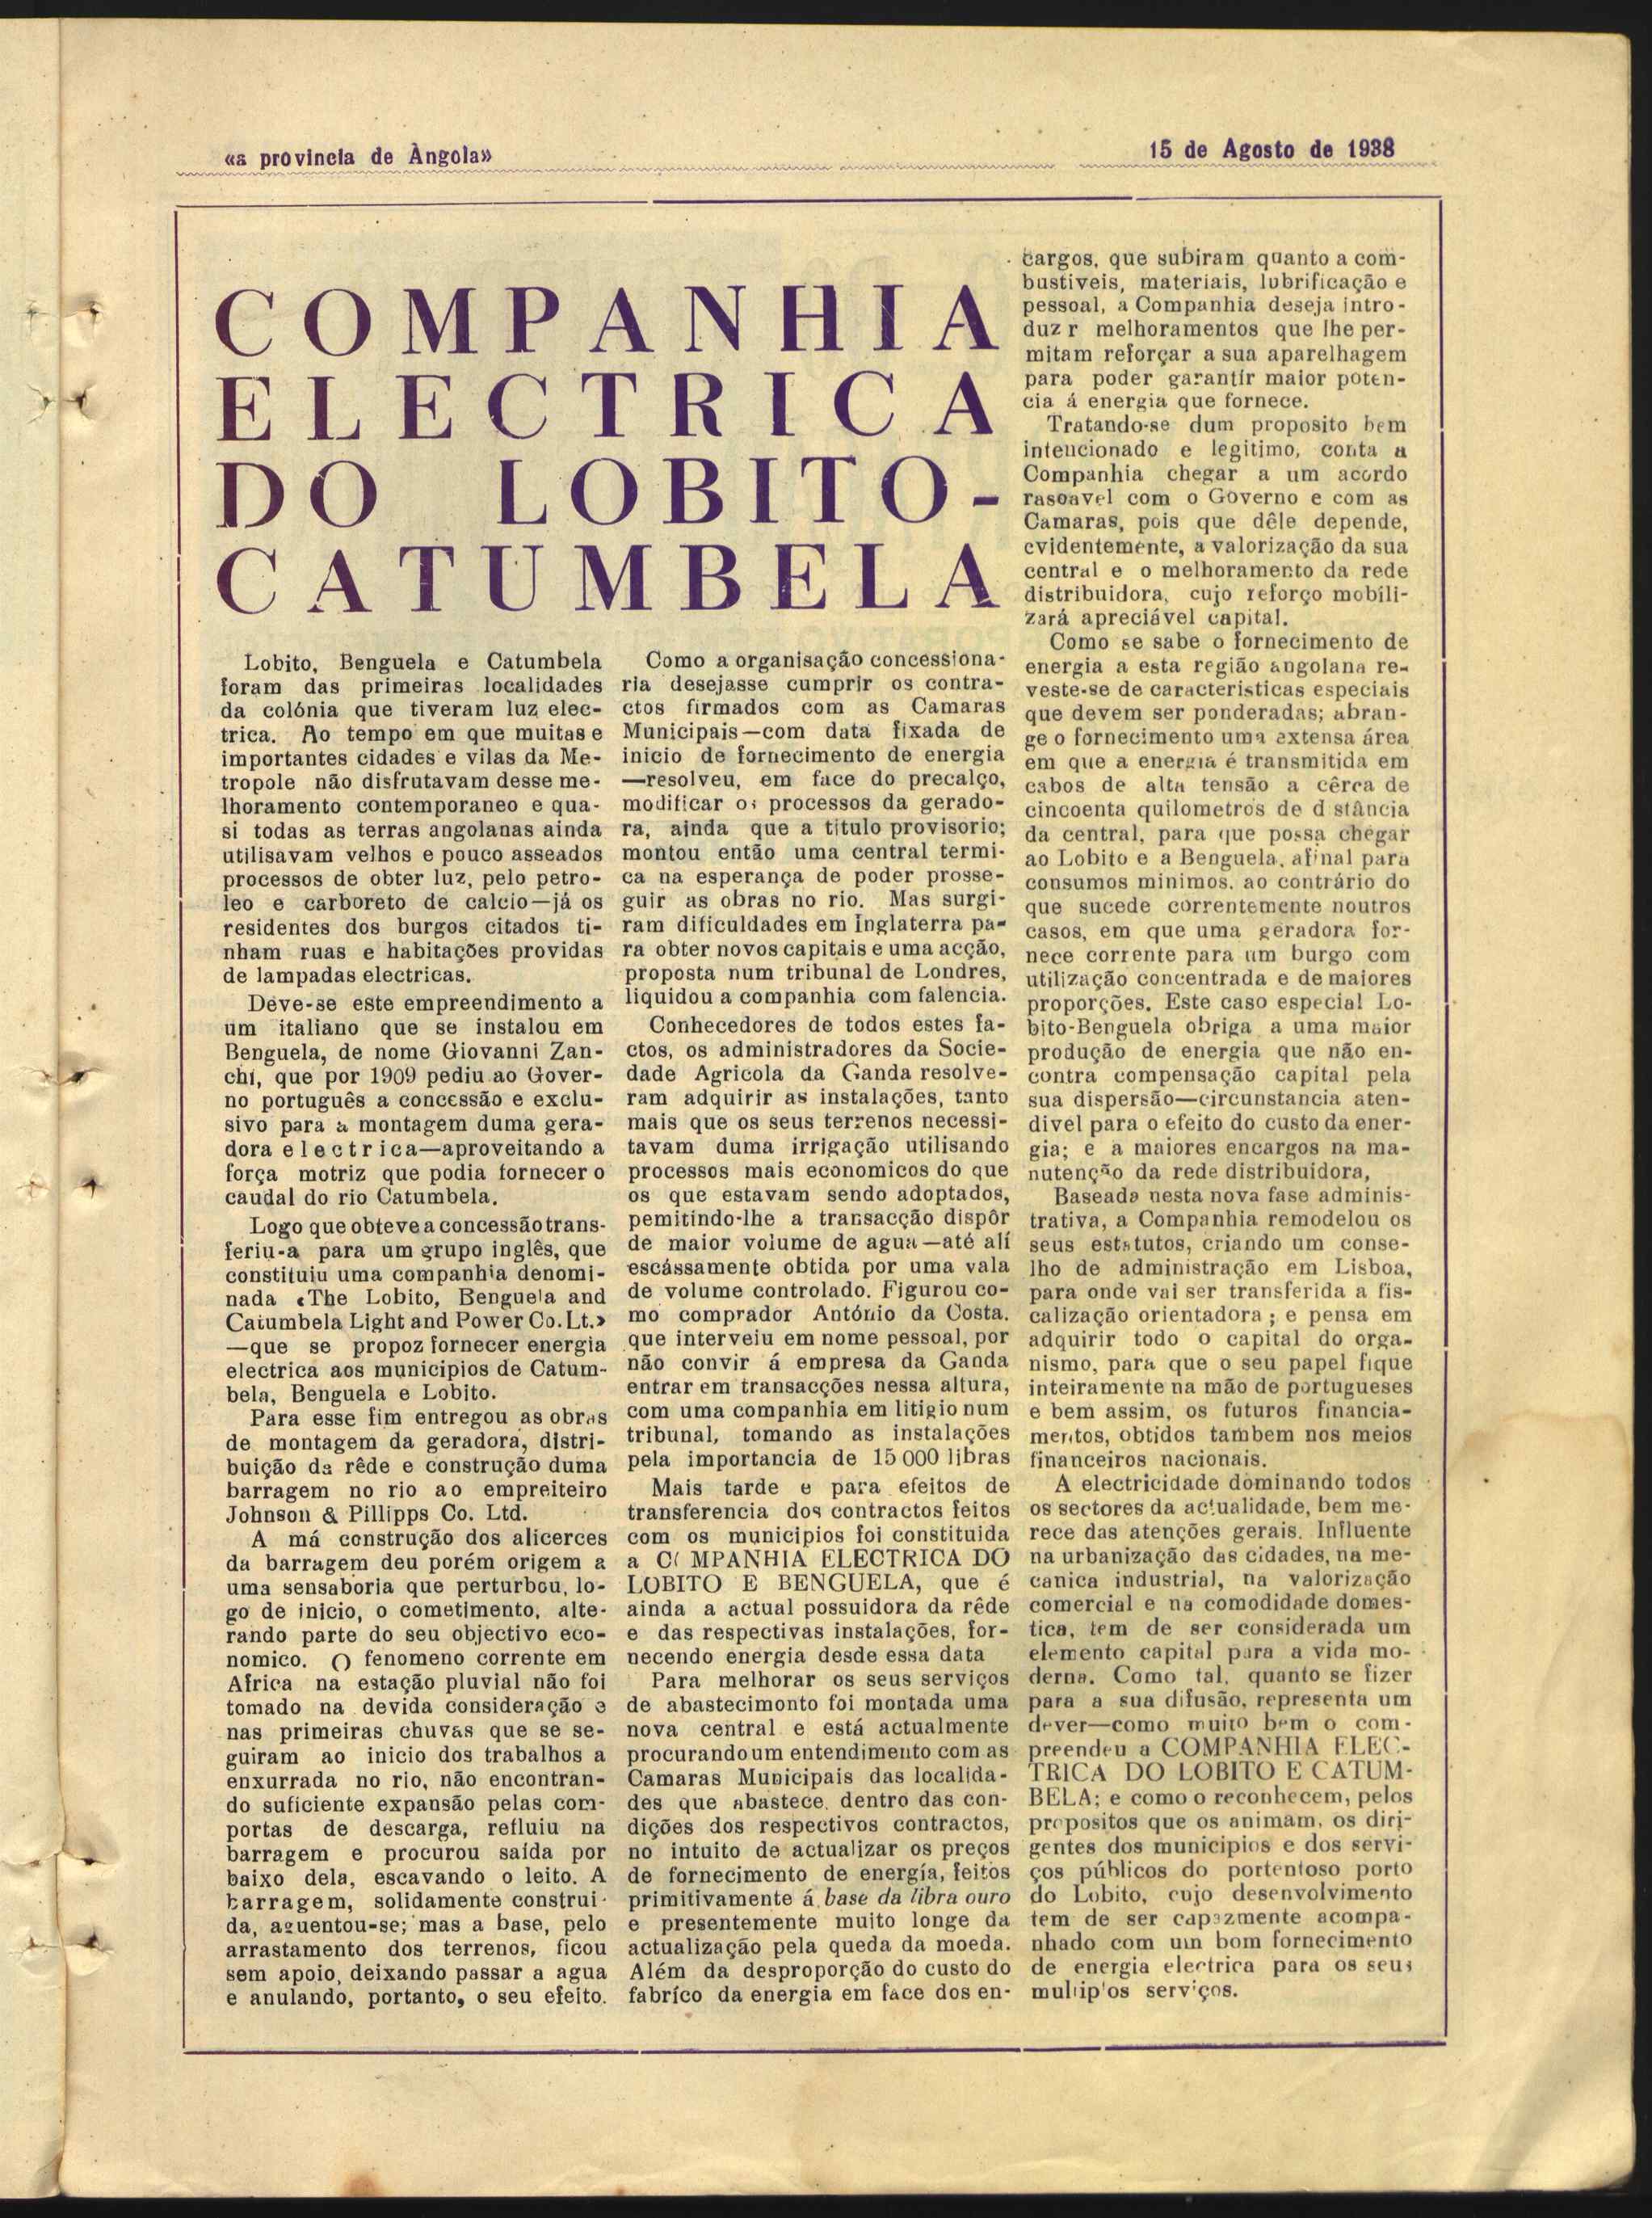 «a provincia de Àngola»
15 de Agosto de 1938
COMPANHIA
ELECTRICA
DO LOBITO-
CATUMBELA
Lobito, Benguela e Catumbela
foram das primeiras localidades
da colónia que tiveram luz elec-
trica. Ao tempo em que muitas e
importantes cidades e vilas da Me-
tropole não disfrutavam desse me-
lhoramento contemporaneo e qua-
si todas as terras angolanas ainda
utilisavam velhos e pouco asseados
processos de obter luz, pelo petro-
leo e carboreto de calcio—já os
residentes dos burgos citados ti-
nham ruas e habitações providas
de lampadas electricas.
Deve-se este empreendimento a
um italiano que se instalou em
Benguela, de nome Giovanni Zan-
chi, que por 1909 pediu ao Gover-
no português a concessão e exclu-
sivo para a montagem duma gera-
dora electrica—aproveitando a
força motriz que podia fornecer o
caudal do rio Catumbela.
Logo que obteve a concessão trans-
feriu-a para um grupo inglês, que
constituiu uma companhia denomi-
nada «The Lobito, Benguela and
Catumbela Light and Power Co. Lt.»
—que se propoz fornecer energia
electrica aos municipios de Catum-
bela, Benguela e Lobito.
Para esse fim entregou as obras
de montagem da geradora, distri-
buição da rêde e construção duma
barragem no rio ao empreiteiro
Johnson & Pillipps Co. Ltd.
A má construção dos alicerces
da barragem deu porém origem a
uma sensaboria que perturbou, lo-
go de inicio, o cometimento, alte-
rando parte do seu objectivo eco-
nomico. O fenomeno corrente em
Africa na estação pluvial não foi
tomado na devida consideração e
nas primeiras chuvas que se se-
guiram ao inicio dos trabalhos a
enxurrada no rio, não encontran-
do suficiente expansão pelas com-
portas de descarga, refluiu na
barragem e procurou saída por
baixo dela, escavando o leito. A
barragem, solidamente construi-
da, aguentou-se; mas a base, pelo
arrastamento dos terrenos, ficou
sem apoio, deixando passar a agua
e anulando, portanto, o seu efeito.
Como a organisação concessiona-
ria desejasse cumprir os contra-
ctos firmados com as Camaras
Municipais—com data fixada de
inicio de fornecimento de energia
—resolveu, em face do precalço,
modificar os processos da gerado-
ra, ainda que a titulo provisorio;
montou então uma central termi-
ca na esperança de poder prosse-
guir as obras no rio. Mas surgi-
ram dificuldades em Inglaterra pa-
ra obter novos capitais e uma acção,
proposta num tribunal de Londres,
liquidou a companhia com falencia.
Conhecedores de todos estes fa-
ctos, os administradores da Socie-
dade Agricola da Ganda resolve-
ram adquirir as instalações, tanto
mais que os seus terrenos necessi-
tavam duma irrigação utilisando
processos mais economicos do que
os que estavam sendo adoptados,
pemitindo-lhe a transacção dispôr
de maior volume de agua—até alí
escássamente obtida por uma vala
de volume controlado. Figurou co-
mo comprador António da Costa.
que interveiu em nome pessoal, por
não convir á empresa da Ganda
entrar em transacções nessa altura,
com uma companhia em litigio num
tribunal, tomando as instalações
pela importancia de 15 000 libras
Mais tarde e para efeitos de
transferencia dos contractos feitos
com os municipios foi constituida
a COMPANHIA ELECTRICA DO
LOBITO E BENGUELA, que é
ainda a actual possuidora da rêde
e das respectivas instalações, for-
necendo energia desde essa data
Para melhorar os seus serviços
de abastecimonto foi montada uma
nova central e está actualmente
procurando um entendimento com as
Camaras Municipais das localida-
des que abastece, dentro das con-
dições dos respectivos contractos,
no intuito de actualizar os preços
de fornecimento de energía, feitos
primitivamente á base da libra ouro
e presentemente muito longe da
actualização pela queda da moeda.
Além da desproporção do custo do
fabríco da energia em face dos en-
cargos, que subiram quanto a com-
bustiveis, materiais, lubrificação e
pessoal, a Companhia deseja intro-
duz r melhoramentos que lhe per-
mitam reforçar a sua aparelhagem
para poder garantir maior poten-
cia á energia que fornece.
Tratando-se dum proposito bem
intencionado e legitimo, conta a
Companhia chegar a um acordo
rasoavel com o Governo e com as
Camaras, pois que dêle depende,
evidentemente, a valorização da sua
central e o melhoramento da rede
distribuidora, cujo reforço mobili-
zará apreciável capital.
Como se sabe o fornecimento de
energia a esta região angolana re-
veste-se de caracteristicas especiais
que devem ser ponderadas; abran-
ge o fornecimento uma extensa área
em que a energia é transmitida em
cabos de alta tensão a cêrca de
cincoenta quilometros de d stância
da central, para que possa chegar
ao Lobito e a Benguela, afinal para
consumos minimos, ao contrário do
que sucede correntemente noutros
casos, em que uma geradora for-
nece corrente para um burgo com
utilização concentrada e de maiores
proporções. Este caso especial Lo-
bito-Benguela obriga a uma maior
produção de energia que não en-
contra compensação capital pela
sua dispersão—circunstancia aten-
divel para o efeito do custo da ener-
gia; e a maiores encargos na ma-
nutenção da rede distribuidora,
Baseada nesta nova fase adminis-
trativa, a Companhia remodelou os
seus estatutos, criando um conse-
lho de administração em Lisboa,
para onde vai ser transferida a fis-
calização orientadora ; e pensa em
adquirir todo o capital do orga-
nismo, para que o seu papel fique
inteiramente na mão de portugueses
e bem assim, os futuros financia-
mentos, obtidos tambem nos meios
financeiros nacionais.
A electricidade dominando todos
os sectores da actualidade, bem me-
rece das atenções gerais. Influente
na urbanização das cidades, na me-
canica industrial, na valorização
comercial e na comodidade domes-
tica, tem de ser considerada um
elemento capital para a vida mo-
derna. Como tal, quanto se fizer
para a sua difusão, representa um
dever—como muito bem o com-
preendeu a COMPANHIA ELEC-
TRICA DO LOBITO E CATUM-
BELA; e como o reconhecem, pelos
propositos que os animam, os diri-
gentes dos municipios e dos servi-
ços públicos do portentoso porto
do Lobito, cujo desenvolvimento
tem de ser capazmente acompa-
nhado com um bom fornecimento
de energia electrica para os seus
multip'os serviços.